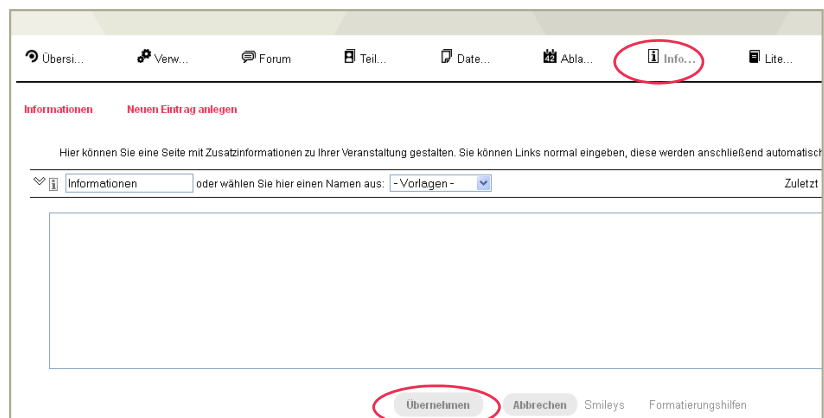 Übersi... Verw... Forum Teil... Date... 42 Abla... Info... Lite...
Informationen Neuen Eintrag anlegen
Hier können Sie eine Seite mit Zusatzinformationen zu Ihrer Veranstaltung gestalten. Sie können Links normal eingeben, diese werden anschließend automatisch
Informationen oder wählen Sie hier einen Namen aus: - Vorlagen - Zuletzt
Übernehmen Abbrechen Smileys Formatierungshilfen